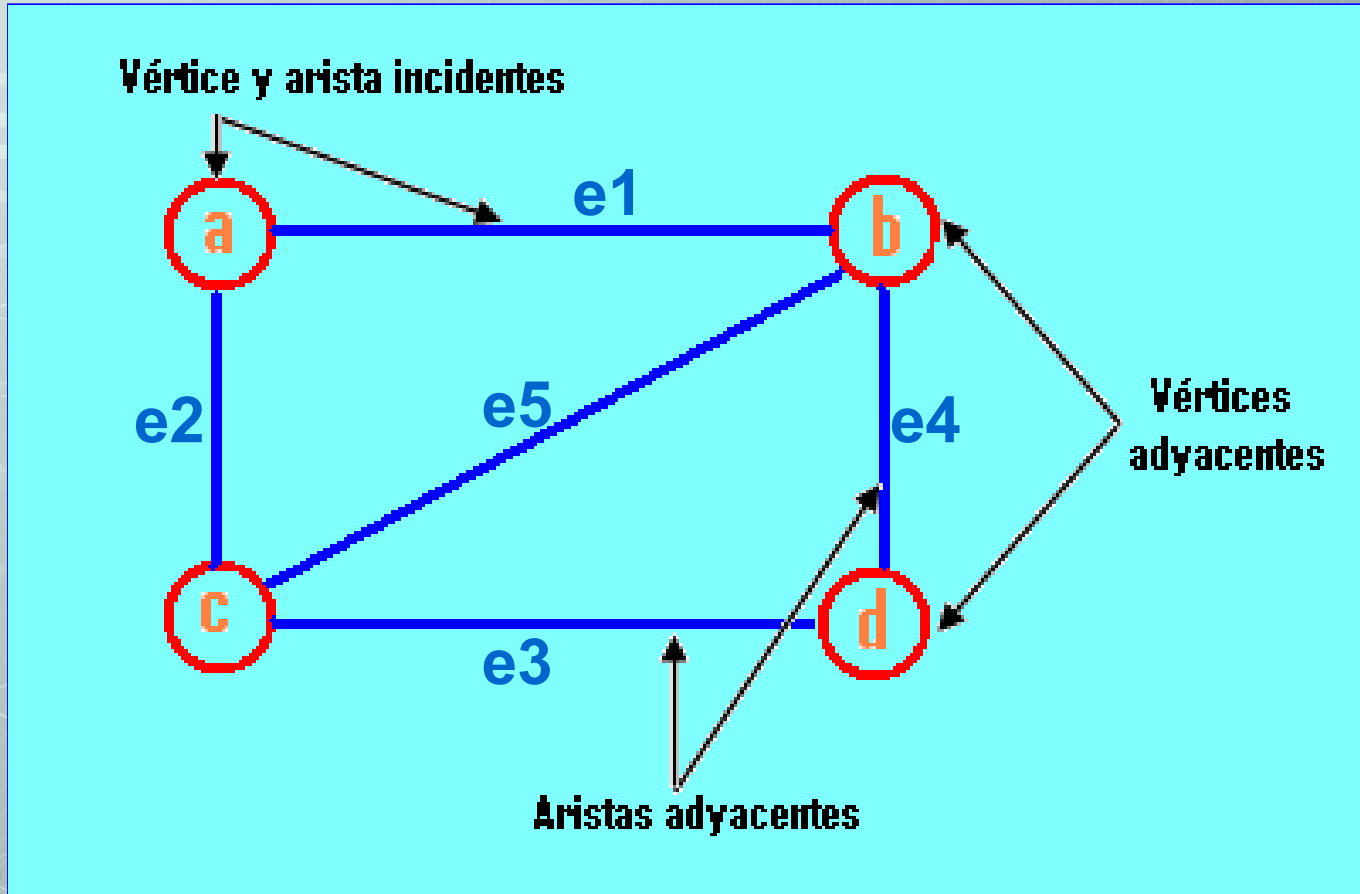 Vértice y arista incidentes
e1
a
b
e2
e5
e4
Vértices
adyacentes
c
d
e3
Aristas adyacentes